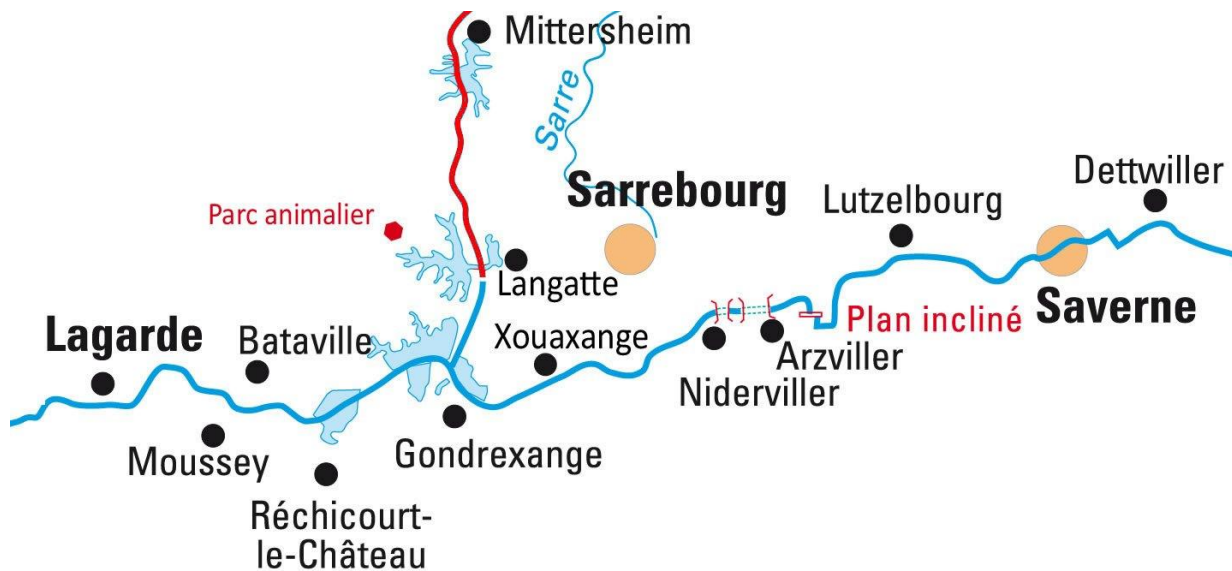 Mittersheim
Sarre
Sarrebourg
Dettwiller
Parc animalier
Lutzelbourg
Langatte
Lagarde
Bataville
Xouaxange
Plan incliné
Saverne
Arzviller
Niderviller
Moussey
Gondrexange
Réchicourt-
le-Château